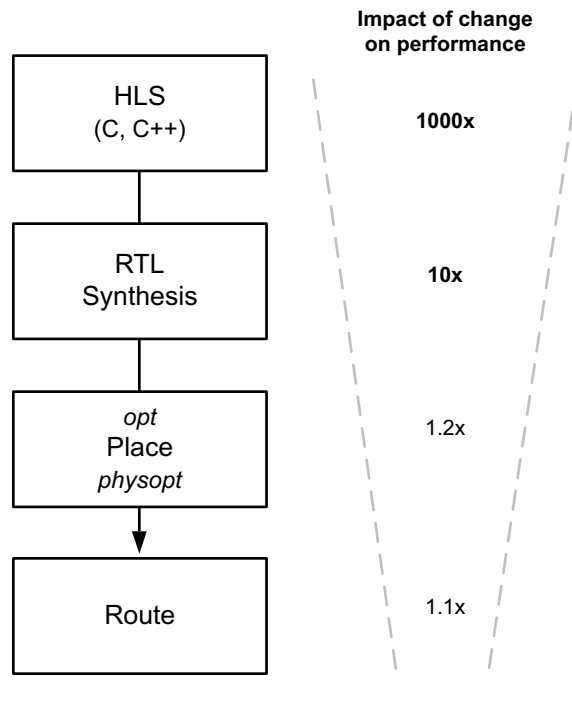 Impact of change
on performance
HLS
(C, C++)
1000x
RTL
Synthesis
10x
opt
Place
physopt
1.2x
Route
1.1x